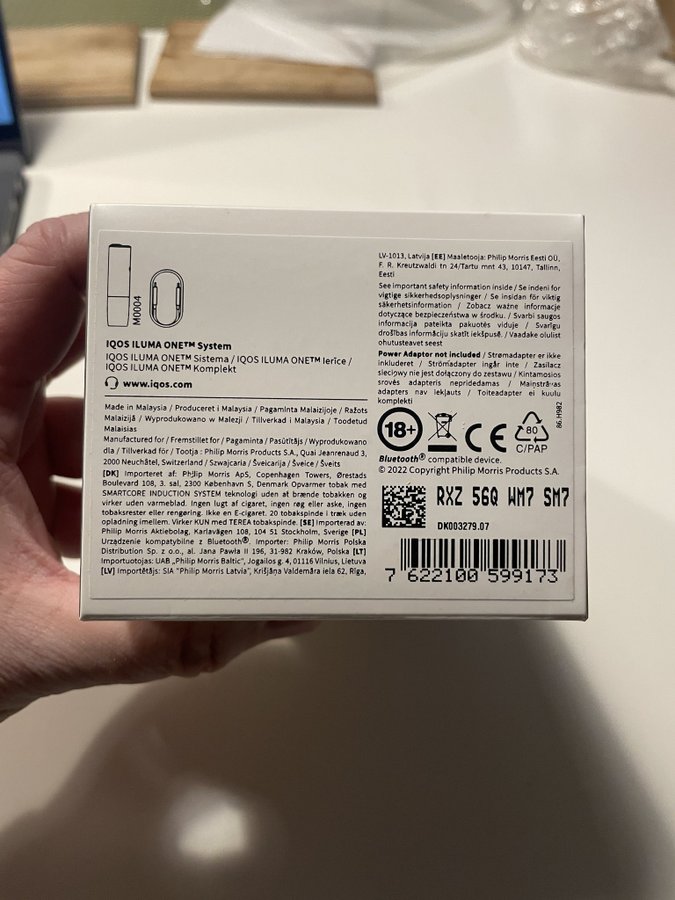 M0004
IQOS ILUMA ONE™ System
IQOS ILUMA ONE™ Sistema / IQOS ILUMA ONE™ Ierīce /
IQOS ILUMA ONE™ Komplekt
www.iqos.com
Made in Malaysia / Produceret i Malaysia / Pagaminta Malaizijoje / Ražots
Malaizijā / Wyprodukowano w Malezji / Tillverkad i Malaysia / Toodetud
Malaisias
Manufactured for / Fremstillet for / Pagaminta / Pasūtītājs / Wyprodukowano
dla / Tillverkad för / Tootja : Philip Morris Products S.A., Quai Jeanrenaud 3,
2000 Neuchâtel, Switzerland / Szwajcaria / Šveicarija / Šveice / Šveits
[DK] Importeret af: Philip Morris ApS, Copenhagen Towers, Ørestads
Boulevard 108, 3. sal, 2300 København S, Denmark Opvarmer tobak med
SMARTCORE INDUCTION SYSTEM teknologi uden at brænde tobakken og
virker uden varmeblad. Ingen ild, ingen røg eller aske, ingen
tobaksrester eller rengøring. Ikke en E-cigaret. 20 tobakspinde i træk uden
opladning imellem. Virker KUN med TEREA tobakspinde. [SE] Importerad av:
Philip Morris Aktiebolag, Karlavägen 108, 104 51 Stockholm, Sverige [PL]
Urządzenie kompatybilne z Bluetooth®. Importer: Philip Morris Polska
Distribution Sp. z o.o., al. Jana Pawła II 196, 31-982 Kraków, Polska [LT]
Importuotojas: UAB „Philip Morris Baltic", Jogailos g. 4, 01116 Vilnius, Lietuva
[LV] Importētājs: SIA "Philip Morris Latvia", Krišjāņa Valdemāra iela 62, Rīga,
LV-1013, Latvija [EE] Maaletooja: Philip Morris Eesti OÜ,
F. R. Kreutzwaldi tn 24/Tartu mnt 43, 10147, Tallinn,
Eesti
See important safety information inside / Se indeni for
vigtige sikkerhedsoplysninger / Se insidan för viktig
säkerhetsinformation / Zobacz ważne informacje
dotyczące bezpieczeństwa w środku. / Svarbi saugos
informacija pateikta pakuotės viduje / Svarīgu
drošības informāciju skatīt iekšpusē. / Vaadake olulist
ohutusteavet seest
Power Adaptor not included / Strømadapter er ikke
inkluderet / Strömadapter ingår inte / Zasilacz
sieciowy nie jest dołączony do zestawu / Kintamosios
srovės adapteris nepridedamas / Maiņstrāvas
adapters nav iekļauts / Toiteadapter ei kuulu
komplekti
86.H982
18+
CE
80
C/PAP
Bluetooth® compatible device.
© 2022 Copyright Philip Morris Products S.A.
RXZ 56Q WM7 SM7
DK003279.07
7 622100 599173